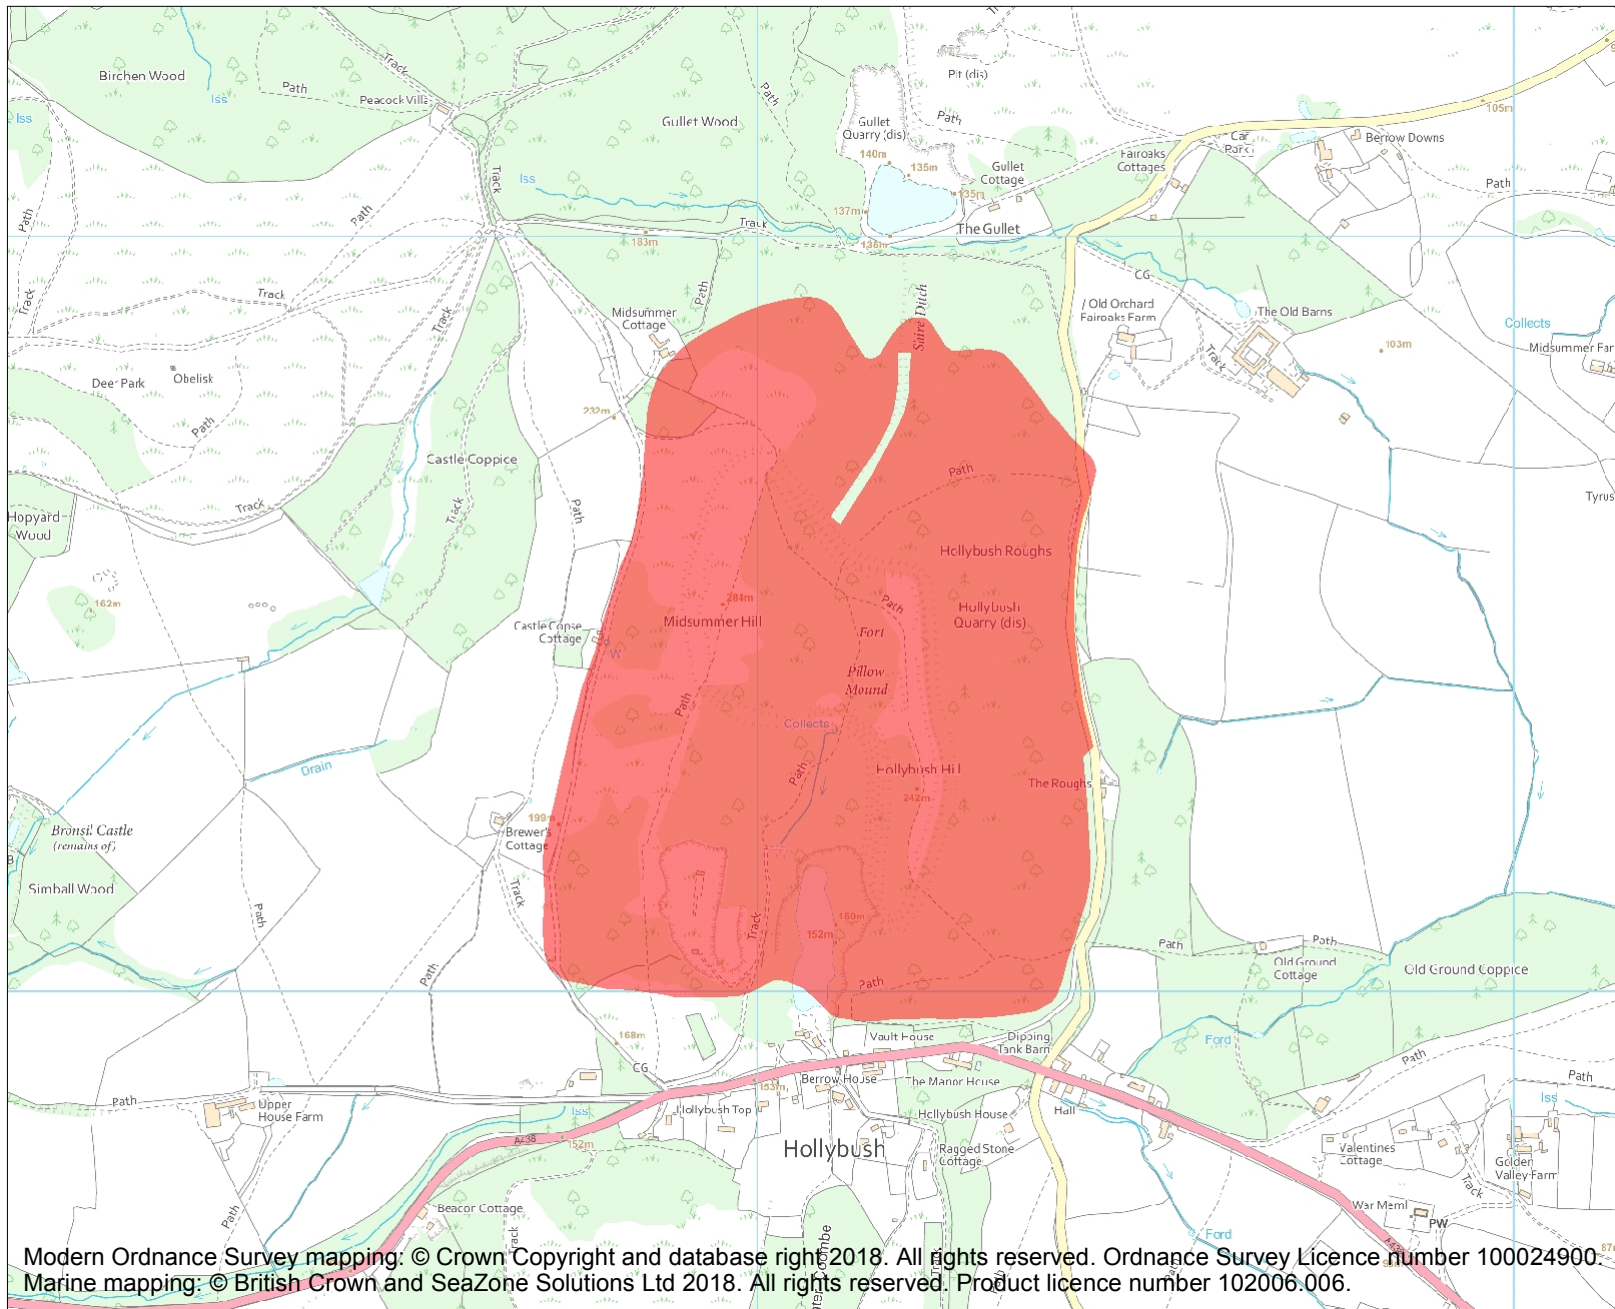 Birchen Wood
Iss
Path
Track
Peacock Villa
Iss
Path
Track
Path
Iss
Gullet Wood
Path
Pit (dis)
Gullet
Quarry (dis)
140m
135m
135m
137m
136m
Path
Gullet
Cottage
The Gullet
Track
183m
Fairoaks
Cottages
Car
Park
105m
Berrow Downs
Path
CG
Old Orchard
Fairoaks Farm
The Old Barns
Track
103m
Collects
Midsummer Far
Tyrus
Track
Track
Track
Deer Park
Obelisk
Path
Midsummer
Cottage
Path
232m
Shire Ditch
Castle Coppice
Track
Track
Path
Hopyard
Wood
162m
Path
Hollybush Roughs
Hollybush
Quarry (dis)
284m
Midsummer Hill
Path
Fort
Pillow
Mound
Castle Copse
Cottage
W
Path
Collects
Path
Hollybush Hill
242m
The Roughs
Drain
Bronsil Castle
(remains of)
Simball Wood
199m
Brewer's
Cottage
Track
Path
Path
Track
160m
152m
Path
Path
Path
Old Ground
Cottage
Old Ground Coppice
168m
CG
Vault House
Dipping
Tank Barn
Ford
Path
Path
Iss
Path
Upper
House Farm
Iss
A438
152m
153m
Berrow House
The Manor House
Hollybush Top
Hollybush House
Hall
Hollybush
Ragged Stone
Cottage
Valentines
Cottage
Golden
Valley Farm
Track
War Meml
PW
Path
Beacon Cottage
Track
Ford
A438
87m
Path
Modern Ordnance Survey mapping: © Crown Copyright and database right 2018. All rights reserved. Ordnance Survey Licence number 100024900.
Marine mapping: © British Crown and SeaZone Solutions Ltd 2018. All rights reserved. Product licence number 102006.006.